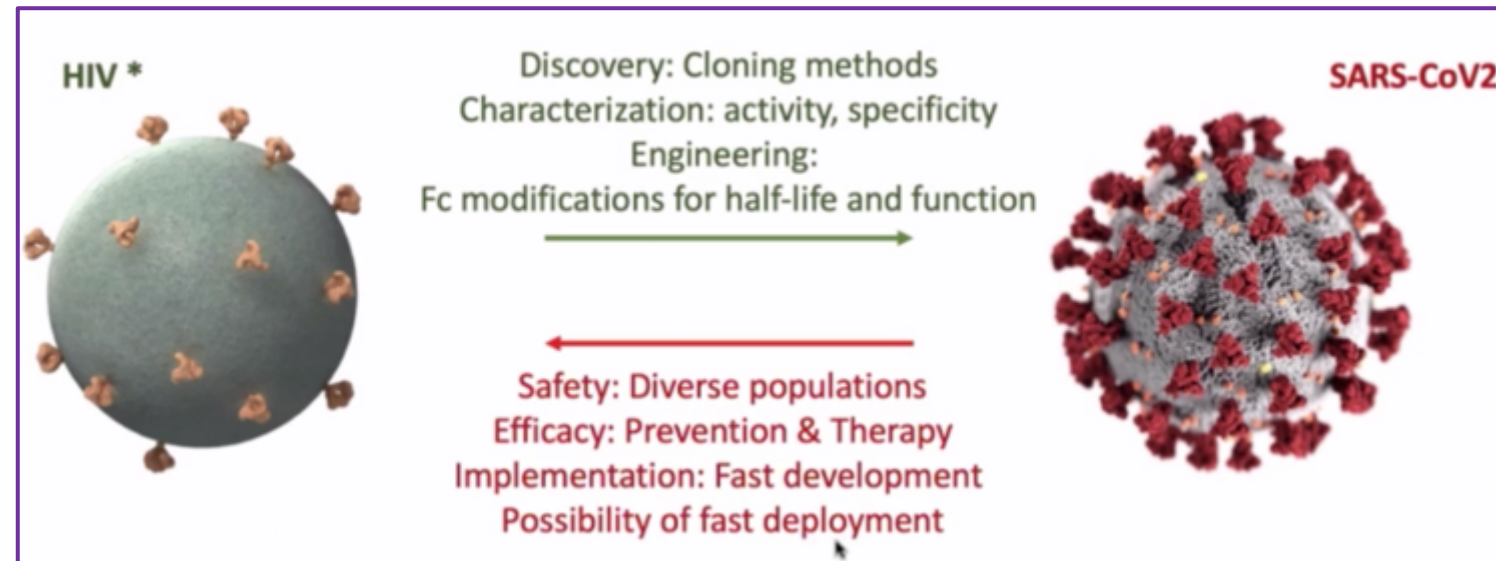 HIV *
Discovery: Cloning methods
Characterization: activity, specificity
Engineering:
Fc modifications for half-life and function
SARS-CoV2
Safety: Diverse populations
Efficacy: Prevention & Therapy
Implementation: Fast development
Possibility of fast deployment